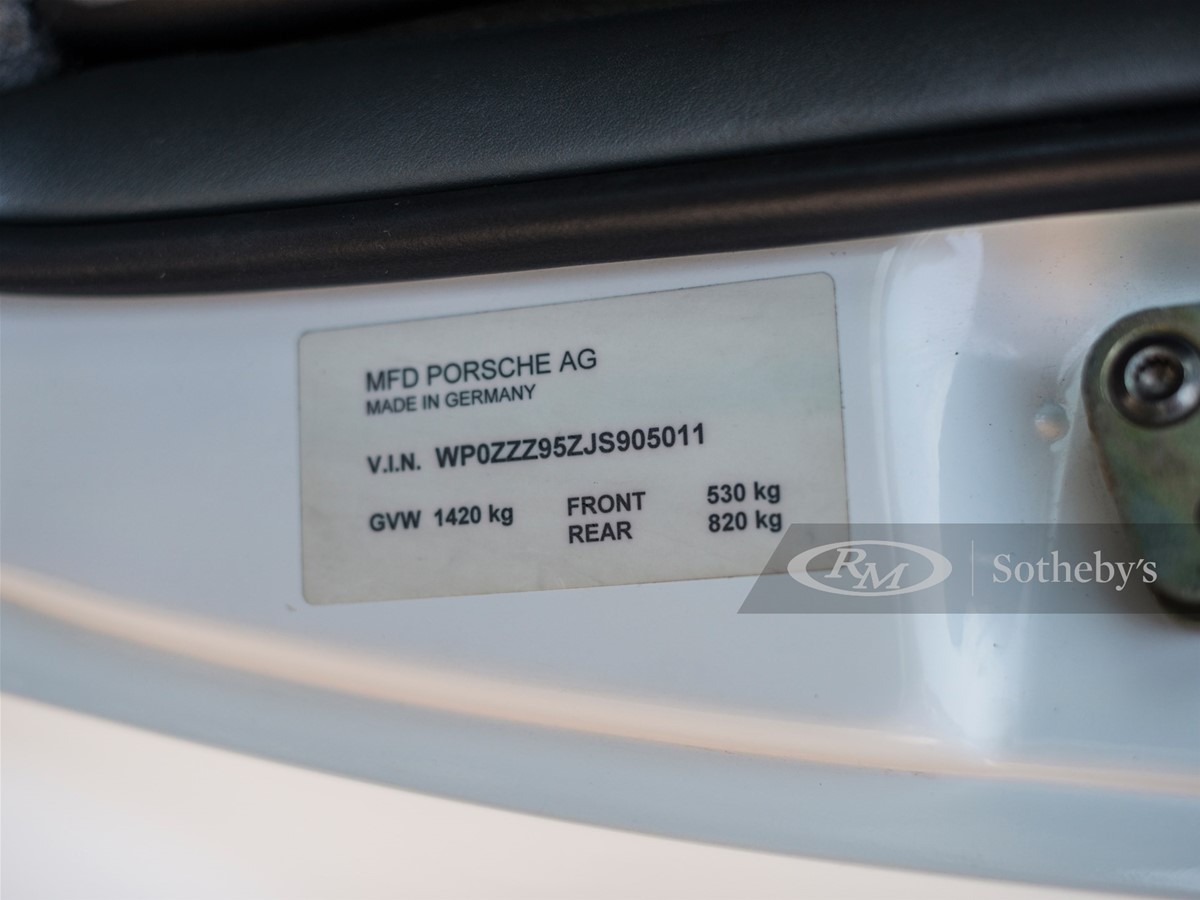 MFD PORSCHE AG
MADE IN GERMANY
V.I.N. WP0ZZZ95ZJS905011
GVW 1420 kg FRONT 530 kg
REAR 820 kg
RM Sotheby's